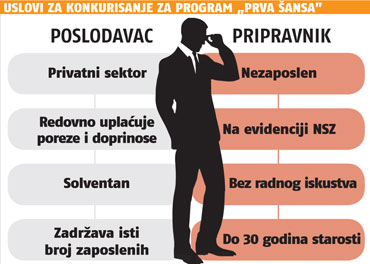 USLOVI ZA KONKURISANJE ZA PROGRAM „PRVA ŠANSA”
POSLODAVAC
Privatni sektor
Redovno uplaćuje
poreze i doprinose
Solventan
Zadržava isti
broj zaposlenih
PRIPRAVNIK
Nezaposlen
Na evidenciji NSZ
Bez radnog iskustva
Do 30 godina starosti